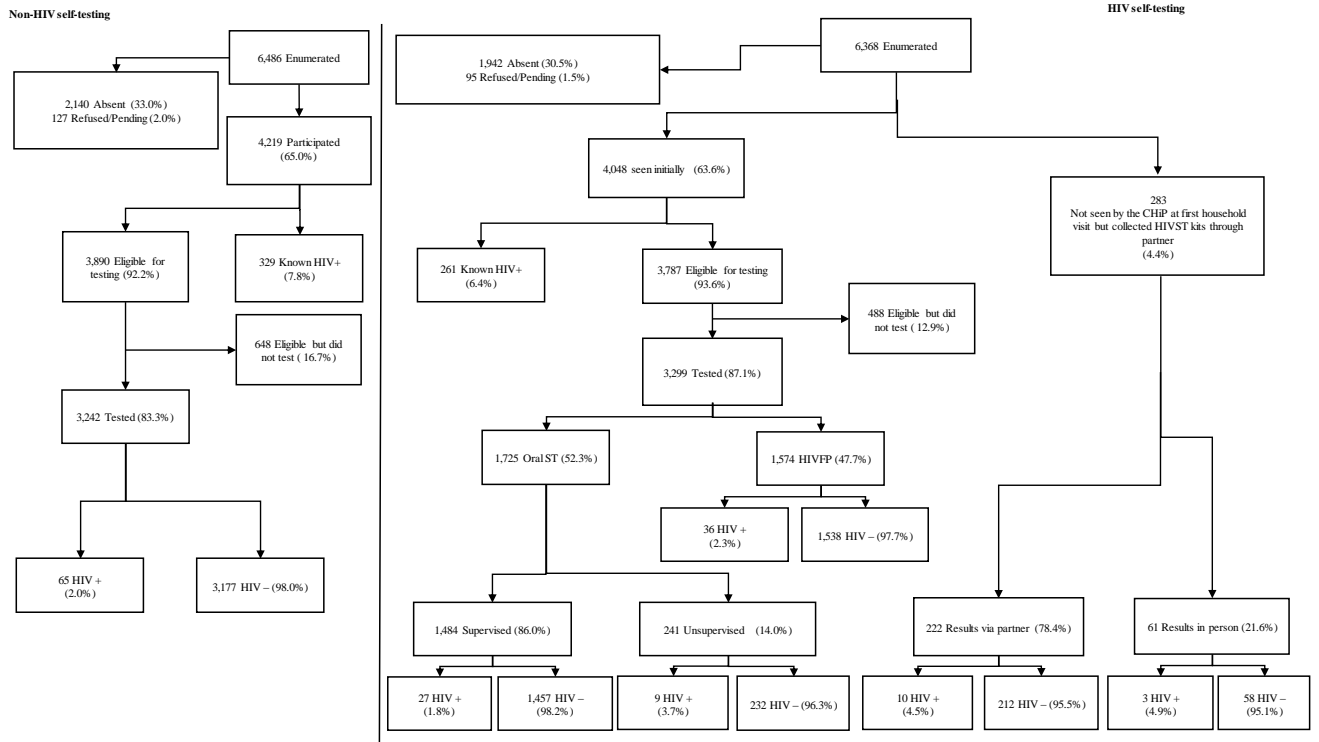 Non-HIV self-testing
6,486 Enumerated
2,140 Absent (33.0%)
127 Refused/Pending (2.0%)
4,219 Participated
(65.0%)
3,890 Eligible for
testing (92.2%)
329 Known HIV+
(7.8%)
648 Eligible but did
not test ( 16.7%)
3,242 Tested (83.3%)
65 HIV +
(2.0%)
3,177 HIV – (98.0%)
HIV self-testing
6,368 Enumerated
1,942 Absent (30.5%)
95 Refused/Pending (1.5%)
4,048 seen initially (63.6%)
283
Not seen by the CHiP at first household
visit but collected HIVST kits through
partner
(4.4%)
261 Known HIV+
(6.4%)
3,787 Eligible for testing
(93.6%)
488 Eligible but did
not test ( 12.9%)
3,299 Tested (87.1%)
1,725 Oral ST (52.3%)
1,574 HIVFP (47.7%)
36 HIV +
(2.3%)
1,538 HIV – (97.7%)
1,484 Supervised (86.0%)
241 Unsupervised (14.0%)
222 Results via partner (78.4%)
61 Results in person (21.6%)
27 HIV +
(1.8%)
1,457 HIV –
(98.2%)
9 HIV +
(3.7%)
232 HIV – (96.3%)
10 HIV +
(4.5%)
212 HIV – (95.5%)
3 HIV +
(4.9%)
58 HIV –
(95.1%)